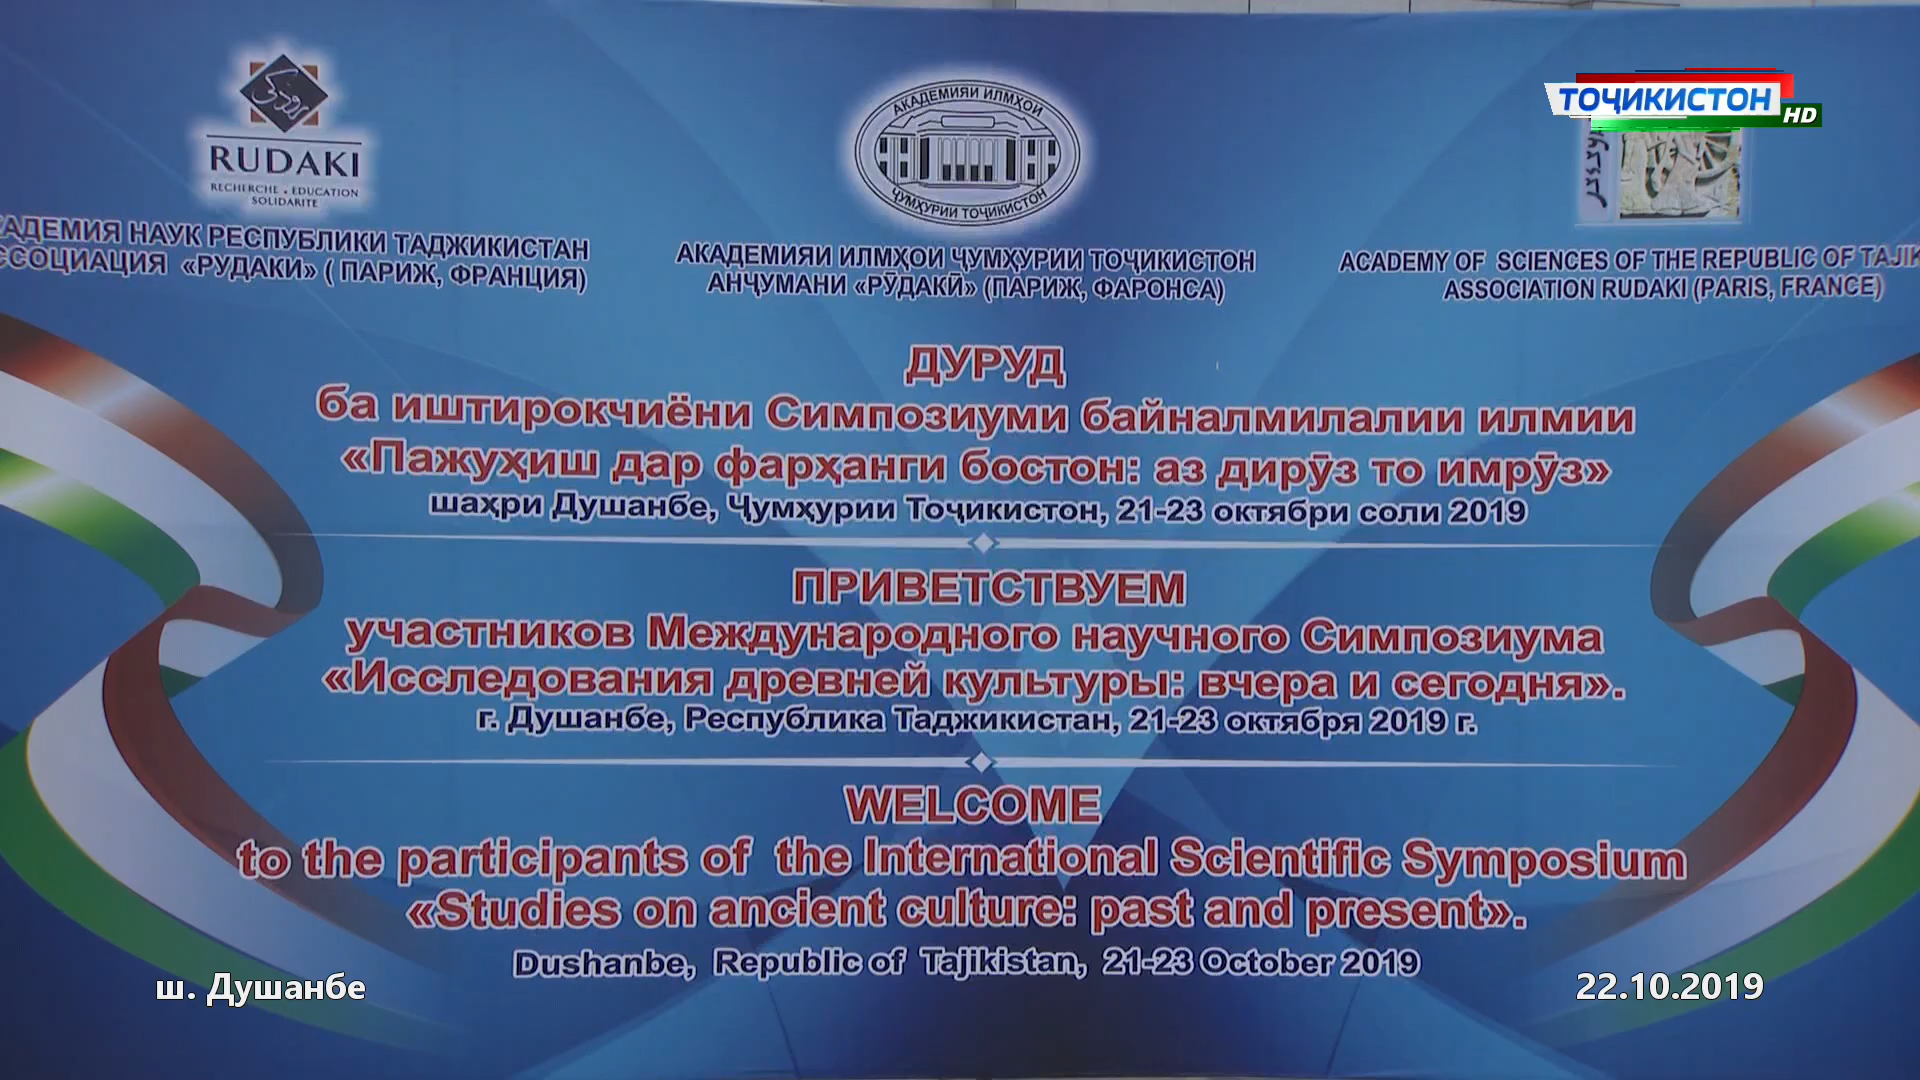 ТОҶИКИСТОН HD
رودکی
RUDAKI
RECHERCHE • EDUCATION
SOLIDARITE
АКАДЕМИЯИ ИЛМҲОИ
ҶУМҲУРИИ ТОҶИКИСТОН
НАУК РЕСПУБЛИКИ ТАДЖИКИСТАН
«РУДАКИ» ( ПАРИЖ, ФРАНЦИЯ)
АКАДЕМИЯИ ИЛМҲОИ ҶУМҲУРИИ ТОҶИКИСТОН
АНҶУМАНИ «РӮДАКӢ» (ПАРИЖ, ФАРОНСА)
ACADEMY OF SCIENCES OF THE REPUBLIC OF
ASSOCIATION RUDAKI (PARIS, FRANCE)
ДУРУД
ба иштирокчиёни Симпозиуми байналмилалии илмии
«Пажуҳиш дар фарҳанги бостон: аз дирӯз то имрӯз»
шаҳри Душанбе, Ҷумҳурии Тоҷикистон, 21-23 октябри соли 2019
ПРИВЕТСТВУЕМ
участников Международного научного Симпозиума
«Исследования древней культуры: вчера и сегодня».
г. Душанбе, Республика Таджикистан, 21-23 октября 2019 г.
WELCOME
to the participants of the International Scientific Symposium
«Studies on ancient culture: past and present».
Dushanbe, Republic of Tajikistan, 21-23 October 2019
ш. Душанбе
22.10.2019